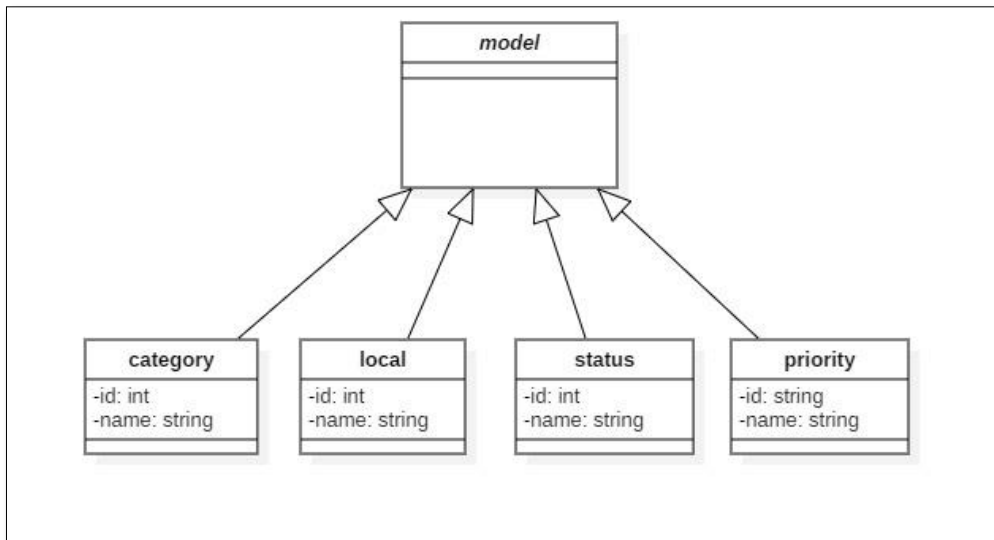 model
category
-id: int
-name: string
local
-id: int
-name: string
status
-id: int
-name: string
priority
-id: string
-name: string